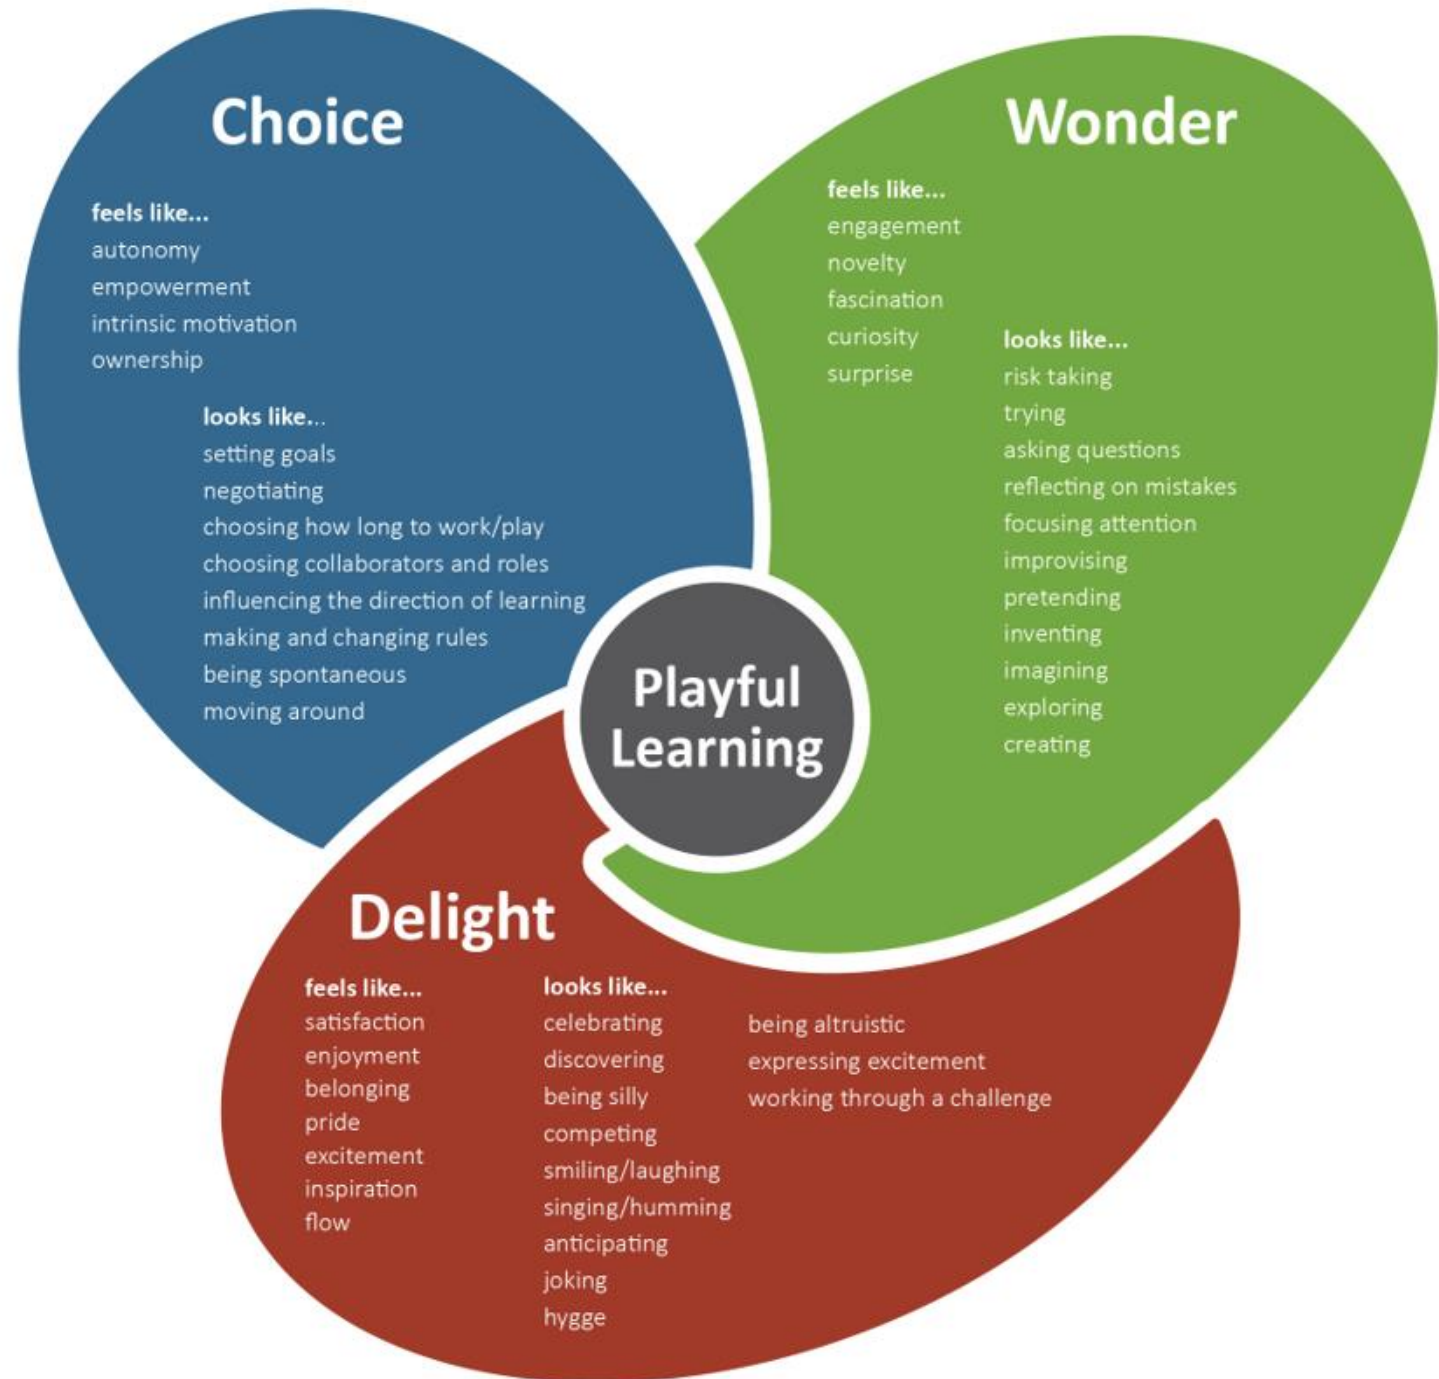 Choice
feels like...
autonomy
empowerment
intrinsic motivation
ownership
looks like...
setting goals
negotiating
choosing how long to work/play
choosing collaborators and roles
influencing the direction of learning
making and changing rules
being spontaneous
moving around
Wonder
feels like...
engagement
novelty
fascination
curiosity
surprise
looks like...
risk taking
trying
asking questions
reflecting on mistakes
focusing attention
improvising
pretending
inventing
imagining
exploring
creating
Playful
Learning
Delight
feels like...
satisfaction
enjoyment
belonging
pride
excitement
inspiration
flow
looks like...
celebrating
discovering
being silly
competing
smiling/laughing
singing/humming
anticipating
joking
hygge
being altruistic
expressing excitement
working through a challenge